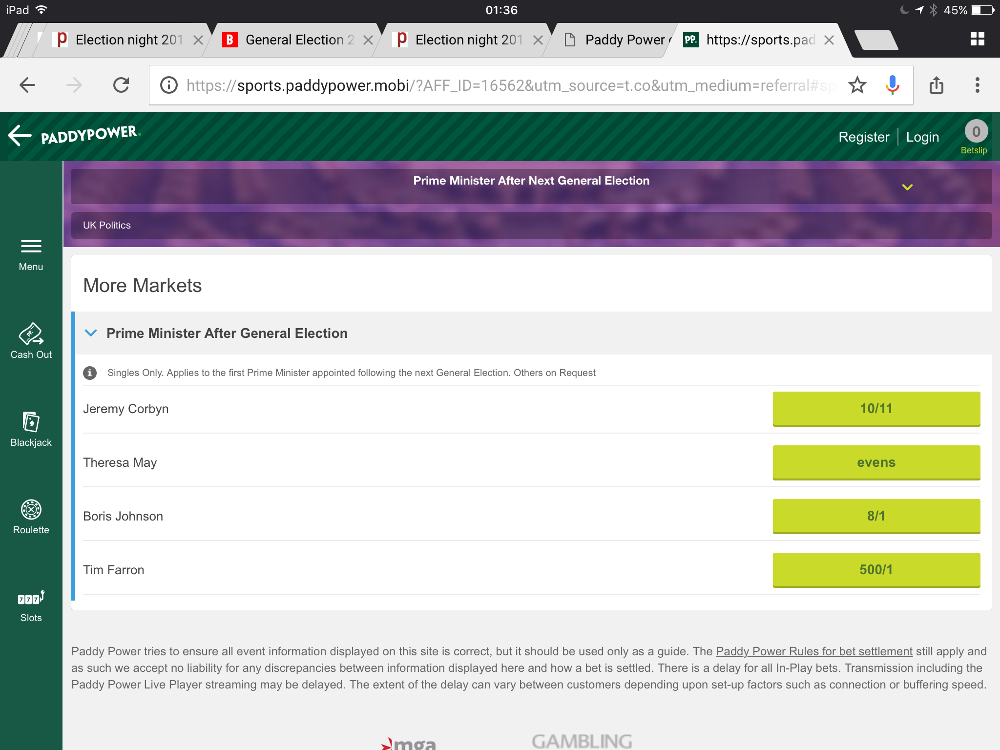 iPad 01:36 45%
Election night 201
General Election 2
Election night 201
Paddy Power
https://sports.pad
https://sports.paddypower.mobi/?AFF_ID=16562&utm_source=t.co&utm_medium=referral#sp
PADDYPOWER.
Register Login
0
Betslip
Prime Minister After Next General Election
UK Politics
Menu
Cash Out
Blackjack
Roulette
Slots
More Markets
Prime Minister After General Election
Singles Only. Applies to the first Prime Minister appointed following the next General Election. Others on Request
Jeremy Corbyn 10/11
Theresa May evens
Boris Johnson 8/1
Tim Farron 500/1
Paddy Power tries to ensure all event information displayed on this site is correct, but it should be used only as a guide. The Paddy Power Rules for bet settlement still apply and
as such we accept no liability for any discrepancies between information displayed here and how a bet is settled. There is a delay for all In-Play bets. Transmission including the
Paddy Power Live Player streaming may be delayed. The extent of the delay can vary between customers depending upon set-up factors such as connection or buffering speed.
mga GAMBLING